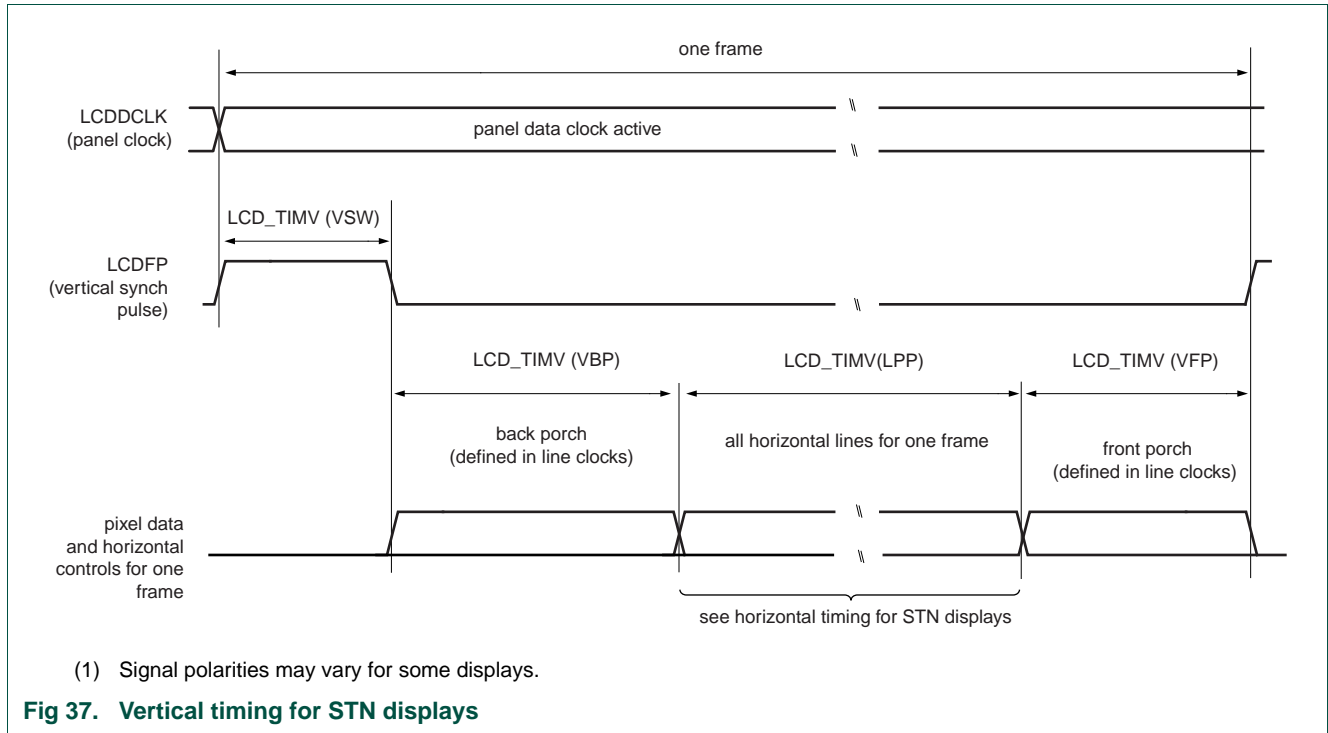 one frame
LCDDCLK
(panel clock)
panel data clock active
LCD_TIMV (VSW)
LCDFP
(vertical synch
pulse)
LCD_TIMV (VBP)
LCD_TIMV(LPP)
LCD_TIMV (VFP)
back porch
(defined in line clocks)
all horizontal lines for one frame
front porch
(defined in line clocks)
pixel data
and horizontal
controls for one
frame
see horizontal timing for STN displays
(1) Signal polarities may vary for some displays.
Fig 37. Vertical timing for STN displays